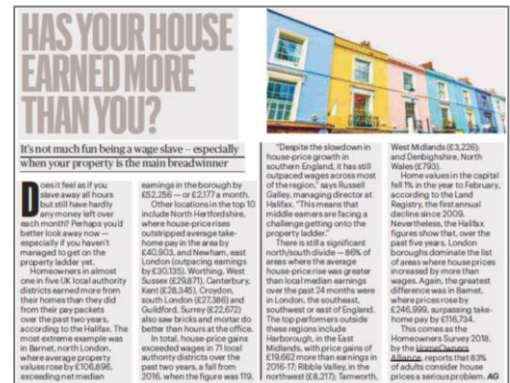 HAS YOUR HOUSE
EARNED MORE
THAN YOU?
It's not much fun being a wage slave – especially
when your property is the main breadwinner
Does it feel as if you
slave away all hours
but still have hardly
any money left over
each month? Perhaps you'd
better look away now –
especially if you haven't
managed to get on the
property ladder yet.
Homeowners in almost
one in five UK local authority
districts earned more from
their homes than they did
from their pay packets
over the past two years,
according to the Halifax. The
most extreme example was
in Barnet, north London,
where average property
values rose by £106,896,
exceeding net median
earnings in the borough by
£52,256 – or £2,177 a month.
Other locations in the top 10
include North Hertfordshire,
where house-price rises
outstripped average take-
home pay in the area by
£40,903, and Newham, east
London (outpacing earnings
by £30,135). Worthing, West
Sussex (£29,871), Canterbury,
Kent (£28,345), Croydon,
south London (£27,386) and
Guildford, Surrey (£22,672)
also saw bricks and mortar do
better than hours at the office.
In total, house-price gains
exceeded wages in 71 local
authority districts over the
past two years, a fall from
2016, when the figure was 119.
"Despite the slowdown in
house-price growth in
southern England, it has still
outpaced wages across most
of the region," says Russell
Galley, managing director at
Halifax. "This means that
middle earners are facing a
challenge getting onto the
property ladder."
There is still a significant
north/south divide – 86% of
areas where the average
house-price rise was greater
than local median earnings
over the past 24 months were
in London, the southeast,
southwest or east of England.
The top performers outside
these regions include
Harborough, in the East
Midlands, with price gains of
£19,662 more than earnings in
2016-17; Ribble Valley, in the
northwest (£8,217); Tamworth,
West Midlands (£3,226);
and Denbighshire, North
Wales (£793).
Home values in the capital
fell 1% in the year to February,
according to the Land
Registry, the first annual
decline since 2009.
Nevertheless, the Halifax
figures show that, over the
past five years, London
boroughs dominate the list
of areas where house prices
increased by more than
wages. Again, the greatest
difference was in Barnet,
where prices rose by
£246,999, surpassing take-
home pay by £116,734.
This comes as the
Homeowners Survey 2018,
by the HomeOwners
Alliance, reports that 83%
of adults consider house
prices a serious problem. AG